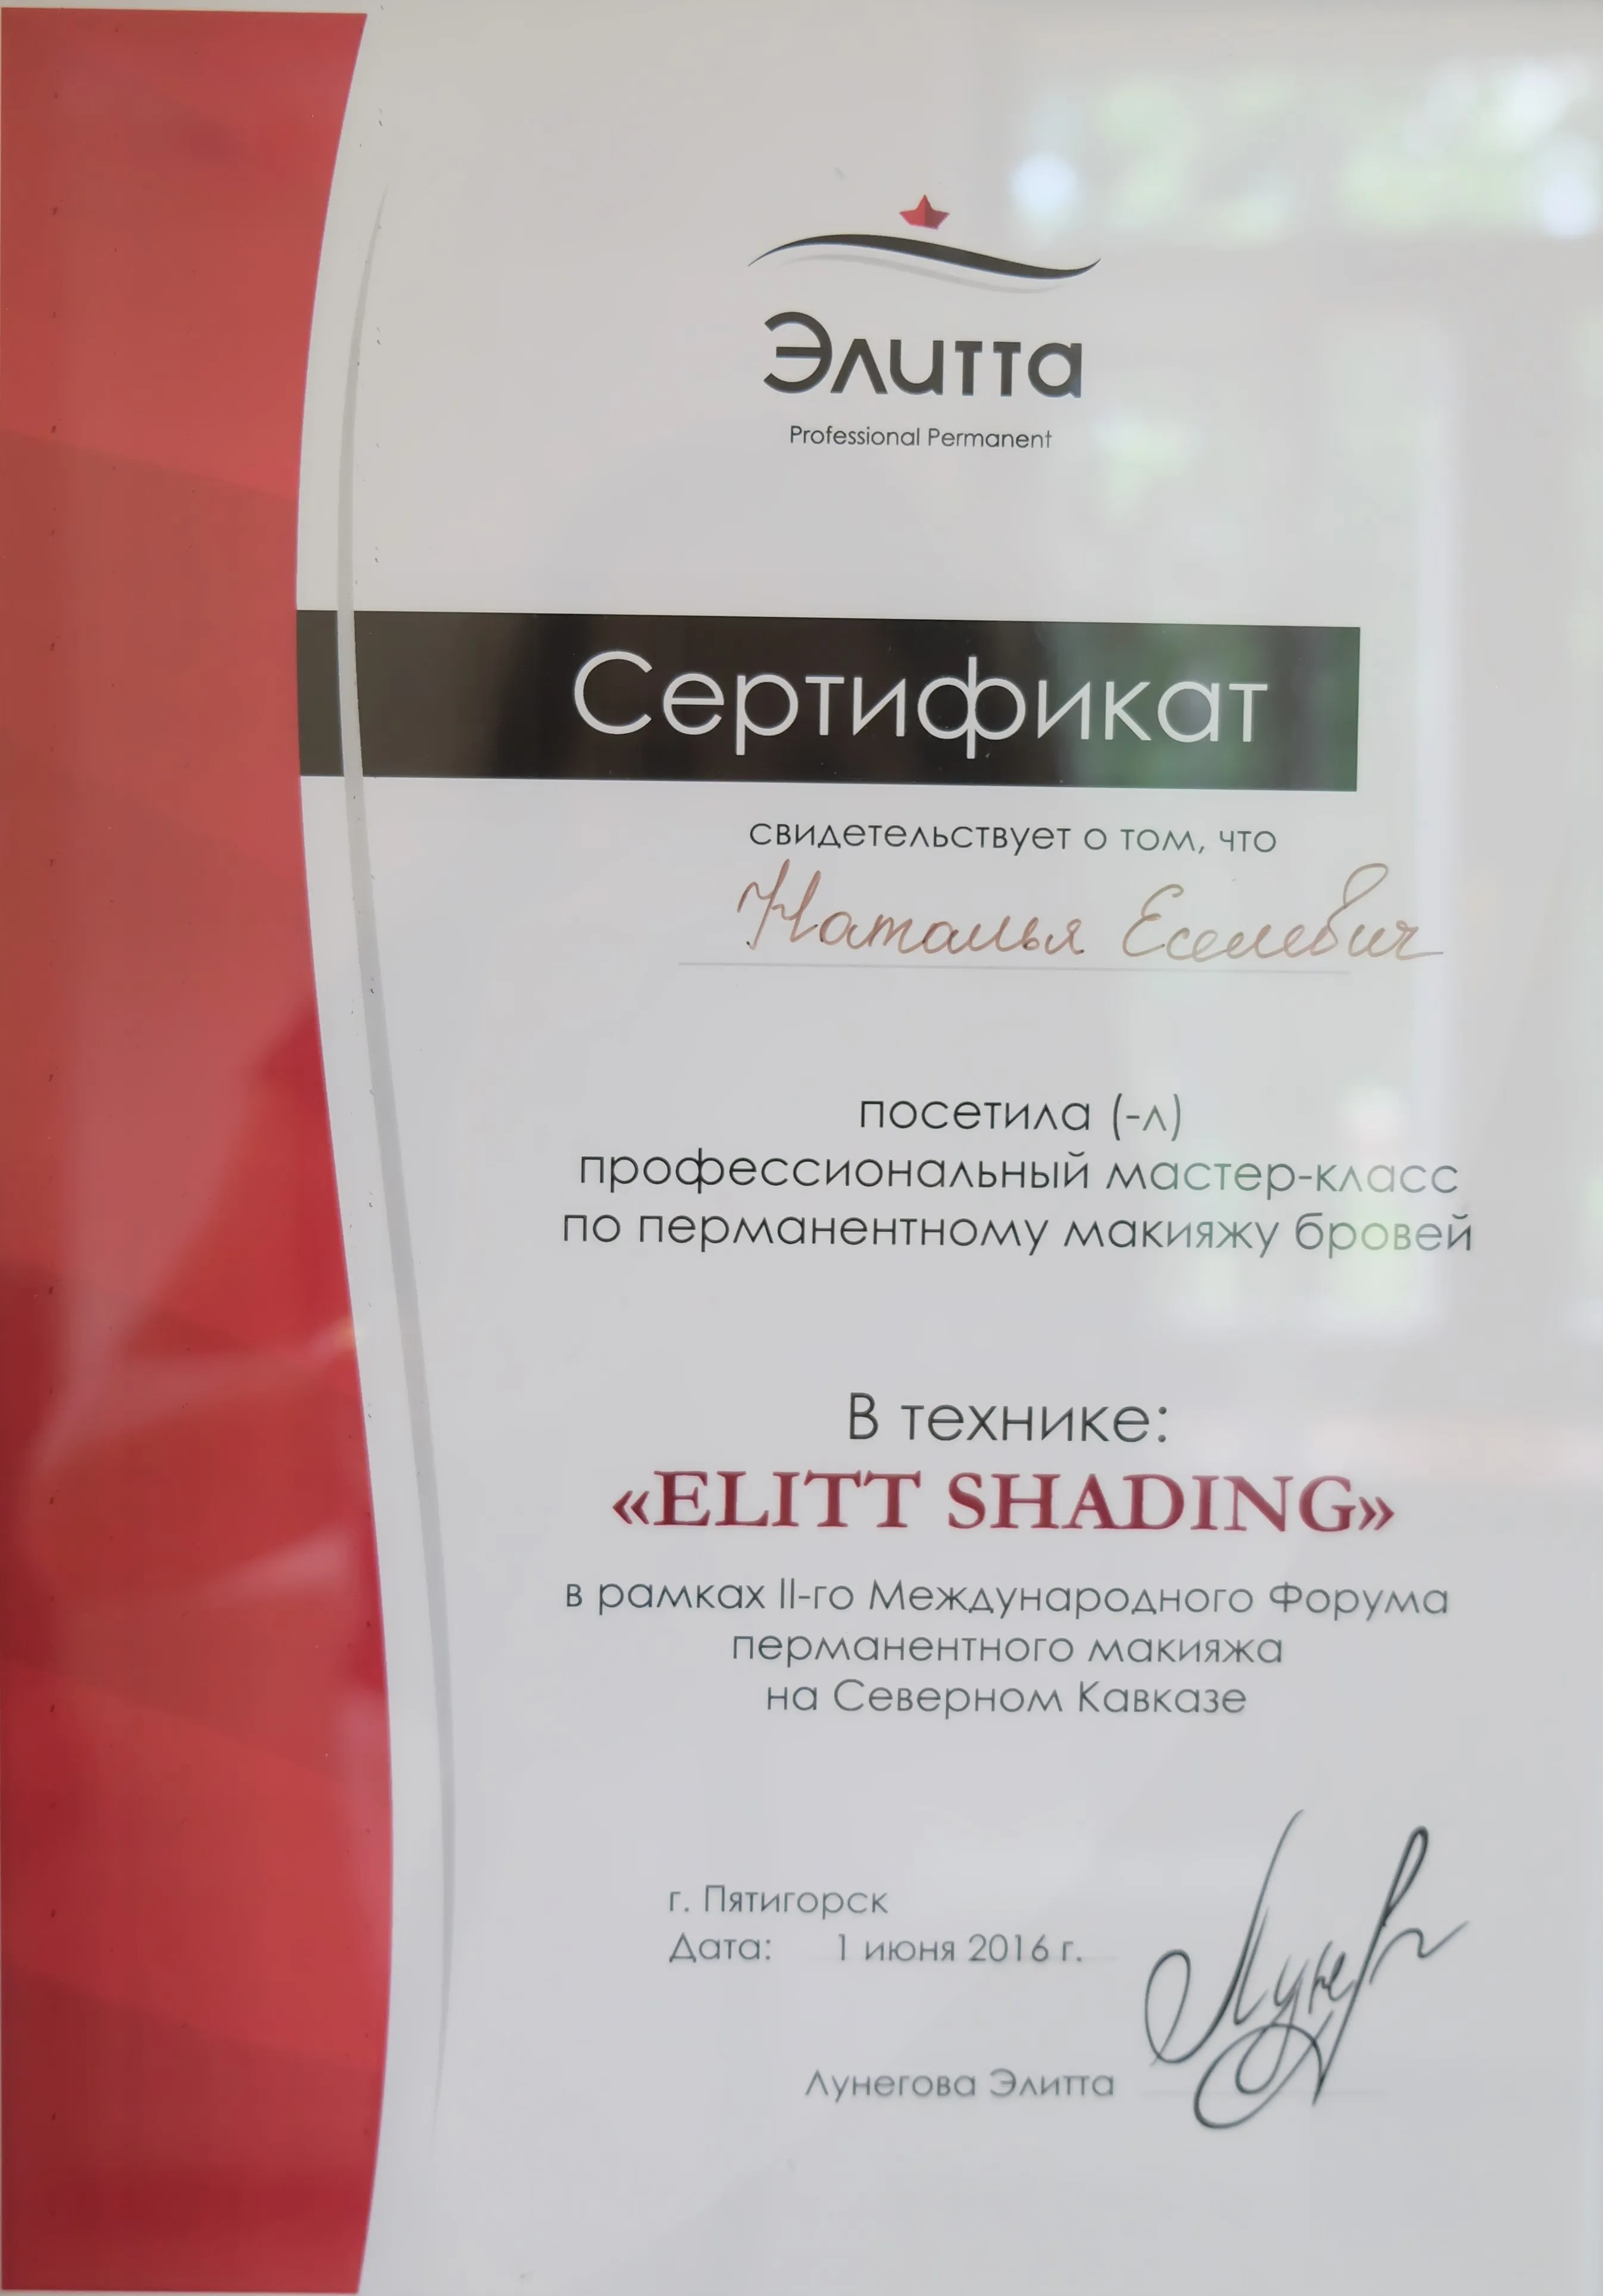 Элитта
Professional Permanent
Сертификат
свидетельствует о том, что
Наталья Еселевич
посетила (-л)
профессиональный мастер-класс
по перманентному макияжу бровей
В технике:
«ELITT SHADING»
в рамках II-го Международного Форума
перманентного макияжа
на Северном Кавказе
г. Пятигорск
Дата: 1 июня 2016 г.
Лунегова Элитта